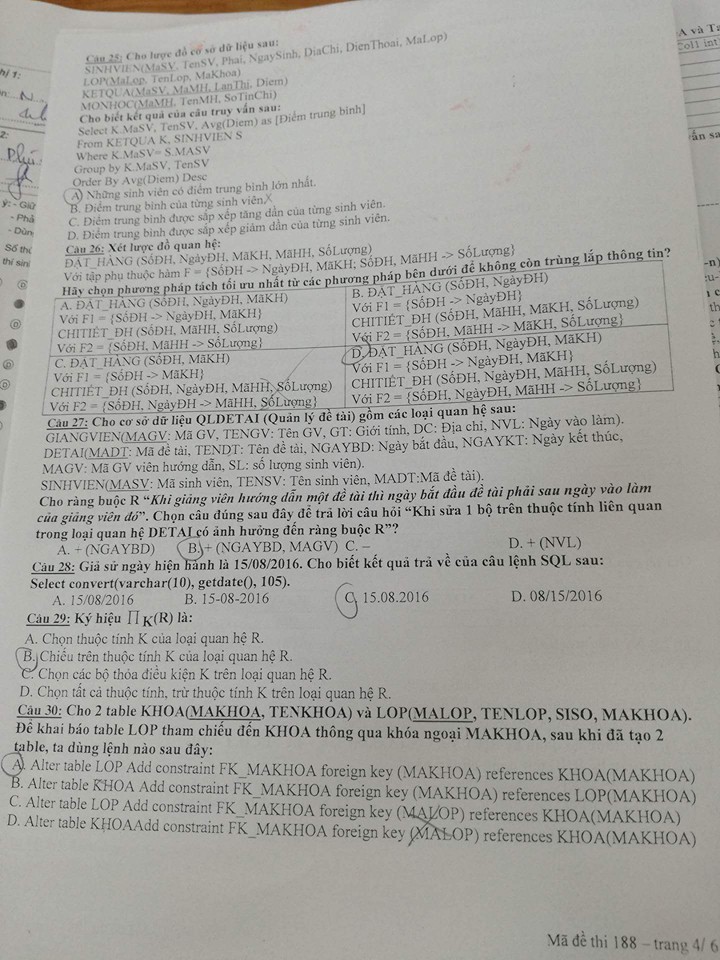 Câu 25: Cho lược đồ cơ sở dữ liệu sau:
SINHVIEN(MaSV, TenSV, Phai, NgaySinh, DiaChi, DienThoai, MaLop)
LOP(MaLop, TenLop, MaKhoa)
KETQUA(MaSV, MaMH, LanThi, Diem)
MONHOC(MaMH, TenMH, SoTinChi)
Cho biết kết quả của câu truy vấn sau:
Select K.MaSV, TenSV, Avg(Diem) as [Điểm trung bình]
From KETQUA K, SINHVIEN S
Where K.MaSV= S.MASV
Group by K.MaSV, TenSV
Order By Avg(Diem) Desc
A. Những sinh viên có điểm trung bình lớn nhất.
B. Điểm trung bình của từng sinh viên.
C. Điểm trung bình được sắp xếp tăng dần của từng sinh viên.
D. Điểm trung bình được sắp xếp giảm dần của từng sinh viên.
Câu 26: Xét lược đồ quan hệ:
ĐẶT_HÀNG (SốĐH, NgàyĐH, MãKH, MãHH, SốLượng)
Với tập phụ thuộc hàm F = {SốĐH -> NgàyĐH, MãKH; SốĐH, MãHH -> SốLượng}
Hãy chọn phương pháp tách tối ưu nhất từ các phương pháp bên dưới để không còn trùng lắp thông tin?
A. ĐẶT_HÀNG (SốĐH, NgàyĐH, MãKH)
Với F1 = {SốĐH -> NgàyĐH, MãKH}
CHITIẾT_ĐH (SốĐH, MãHH, SốLượng)
Với F2 = {SốĐH, MãHH -> SốLượng}
B. ĐẶT_HÀNG (SốĐH, NgàyĐH)
Với F1 = {SốĐH -> NgàyĐH}
CHITIẾT_ĐH (SốĐH, MãHH, MãKH, SốLượng)
Với F2 = {SốĐH, MãHH -> MãKH, SốLượng}
C. ĐẶT_HÀNG (SốĐH, MãKH)
Với F1 = {SốĐH -> MãKH}
CHITIẾT_ĐH (SốĐH, NgàyĐH, MãHH, SốLượng)
Với F2 = {SốĐH, NgàyĐH -> MãHH, SốLượng}
D. ĐẶT_HÀNG (SốĐH, NgàyĐH, MãKH)
Với F1 = {SốĐH -> NgàyĐH, MãKH}
CHITIẾT_ĐH (SốĐH, NgàyĐH, MãHH, SốLượng)
Với F2 = {SốĐH, NgàyĐH, MãHH -> SốLượng}
Câu 27: Cho cơ sở dữ liệu QLDETAI (Quản lý đề tài) gồm các loại quan hệ sau:
GIANGVIEN(MAGV: Mã GV, TENGV: Tên GV, GT: Giới tính, DC: Địa chỉ, NVL: Ngày vào làm).
DETAI(MADT: Mã đề tài, TENDT: Tên đề tài, NGAYBD: Ngày bắt đầu, NGAYKT: Ngày kết thúc,
MAGV: Mã GV viên hướng dẫn, SL: số lượng sinh viên).
SINHVIEN(MASV: Mã sinh viên, TENSV: Tên sinh viên, MADT:Mã đề tài).
Cho ràng buộc R “Khi giảng viên hướng dẫn một đề tài thì ngày bắt đầu đề tài phải sau ngày vào làm
của giảng viên đó”. Chọn câu đúng sau đây để trả lời câu hỏi “Khi sửa 1 bộ trên thuộc tính liên quan
trong loại quan hệ DETAI có ảnh hưởng đến ràng buộc R”?
A. + (NGAYBD) B. + (NGAYBD, MAGV) C. – D. + (NVL)
Câu 28: Giả sử ngày hiện hành là 15/08/2016. Cho biết kết quả trả về của câu lệnh SQL sau:
Select convert(varchar(10), getdate(), 105).
A. 15/08/2016 B. 15-08-2016 C. 15.08.2016 D. 08/15/2016
Câu 29: Ký hiệu ∏K(R) là:
A. Chọn thuộc tính K của loại quan hệ R.
B. Chiếu trên thuộc tính K của loại quan hệ R.
C. Chọn các bộ thỏa điều kiện K trên loại quan hệ R.
D. Chọn tất cả thuộc tính, trừ thuộc tính K trên loại quan hệ R.
Câu 30: Cho 2 table KHOA(MAKHOA, TENKHOA) và LOP(MALOP, TENLOP, SISO, MAKHOA).
Để khai báo table LOP tham chiếu đến KHOA thông qua khóa ngoại MAKHOA, sau khi đã tạo 2
table, ta dùng lệnh nào sau đây:
A. Alter table LOP Add constraint FK_MAKHOA foreign key (MAKHOA) references KHOA(MAKHOA)
B. Alter table KHOA Add constraint FK_MAKHOA foreign key (MAKHOA) references LOP(MAKHOA)
C. Alter table LOP Add constraint FK_MAKHOA foreign key (MALOP) references KHOA(MAKHOA)
D. Alter table KHOAAdd constraint FK_MAKHOA foreign key (MALOP) references KHOA(MAKHOA)
Mã đề thi 188 – trang 4/ 6